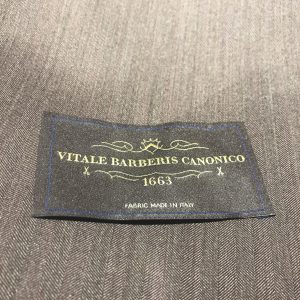 VITALE BARBERIS CANONICO
1663
FABRIC MADE IN ITALY